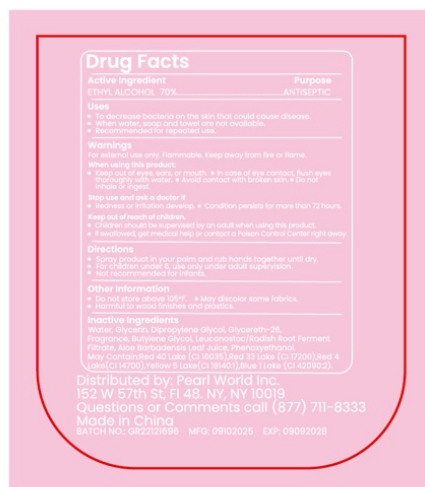 Drug Facts
Active Ingredient Purpose
ETHYL ALCOHOL 70% ANTISEPTIC
Uses
• To decrease bacteria on the skin that could cause disease.
• When water, soap and towel are not available.
• Recommended for repeated use.
Warnings
For external use only. Flammable. Keep away from fire or flame.
When using this product:
• Keep out of eyes, ears, or mouth. • In case of eye contact, flush eyes
thoroughly with water. • Avoid contact with broken skin. • Do not
inhale or ingest.
Stop use and ask a doctor if
• Redness or irritation develop. • Condition persists for more than 72 hours.
Keep out of reach of children.
• Children should be supervised by an adult when using this product.
• If swallowed, get medical help or contact a Poison Control Center right away.
Directions
• Spray product in your palm and rub hands together until dry.
• For children under 6, use only under adult supervision.
• Not recommended for infants.
Other Information
• Do not store above 105°F. • May discolor some fabrics.
• Harmful to wood finishes and plastics.
Inactive Ingredients
Water, Glycerin, Dipropylene Glycol, Glycereth-26,
Fragrance, Butylene Glycol, Leuconostoc/Radish Root Ferment
Filtrate, Aloe Barbadensis Leaf Juice, Phenoxyethanol.
May Contain:Red 40 Lake (CI 16035),Red 33 Lake (CI 17200),Red 4
Lake(CI 14700),Yellow 5 Lake(CI 19140:1),Blue 1 Lake (CI 42090:2).
Distributed by: Pearl World Inc.
152 W 57th St, Fl 48. NY, NY 10019
Questions or Comments call (877) 711-8333
Made in China
BATCH NO.: GR22121696 MFG: 09102025 EXP: 09092028